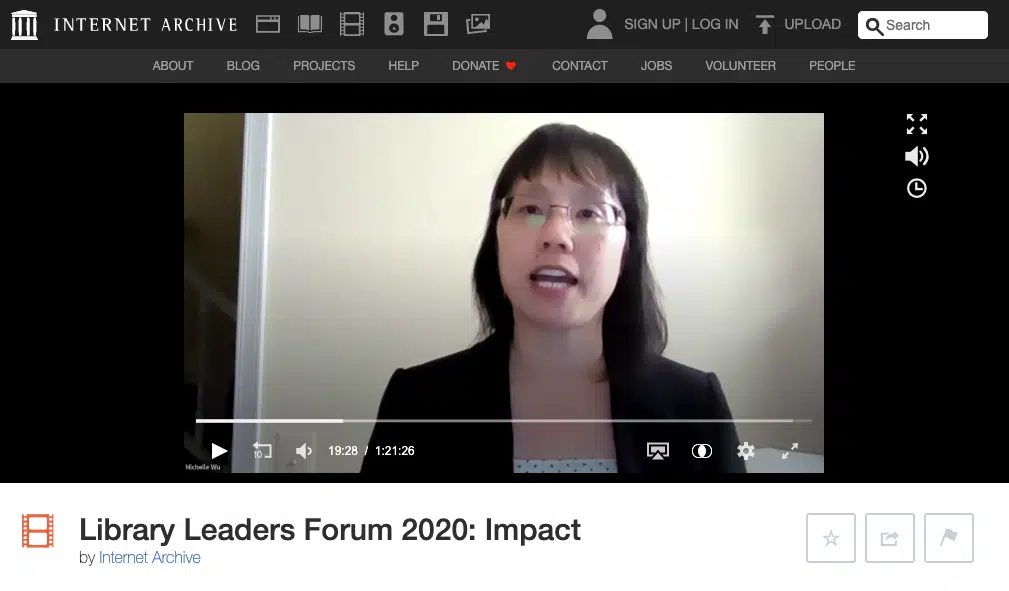 INTERNET ARCHIVE
SIGN UP | LOG IN
UPLOAD
Search
ABOUT BLOG PROJECTS HELP DONATE CONTACT JOBS VOLUNTEER PEOPLE
10
19:28 / 1:21:26
Michelle Wu
Library Leaders Forum 2020: Impact
by Internet Archive